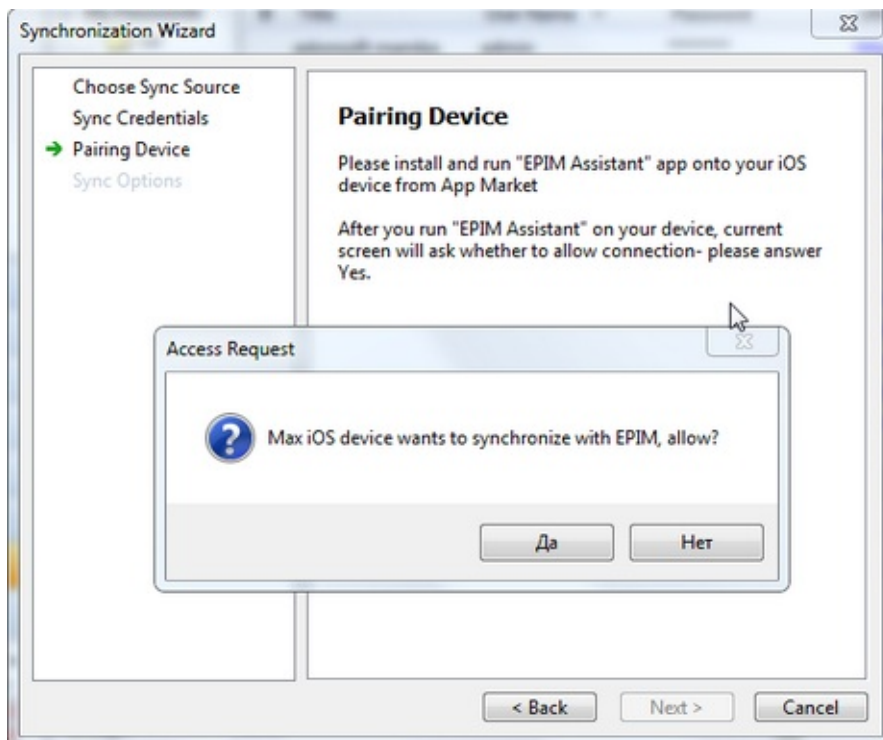 Synchronization Wizard
Choose Sync Source
Sync Credentials
Pairing Device
Sync Options
Pairing Device
Please install and run "EPIM Assistant" app onto your iOS
device from App Market
After you run "EPIM Assistant" on your device, current
screen will ask whether to allow connection- please answer
Yes.
Access Request
Max iOS device wants to synchronize with EPIM, allow?
Да
Нет
< Back
Next >
Cancel